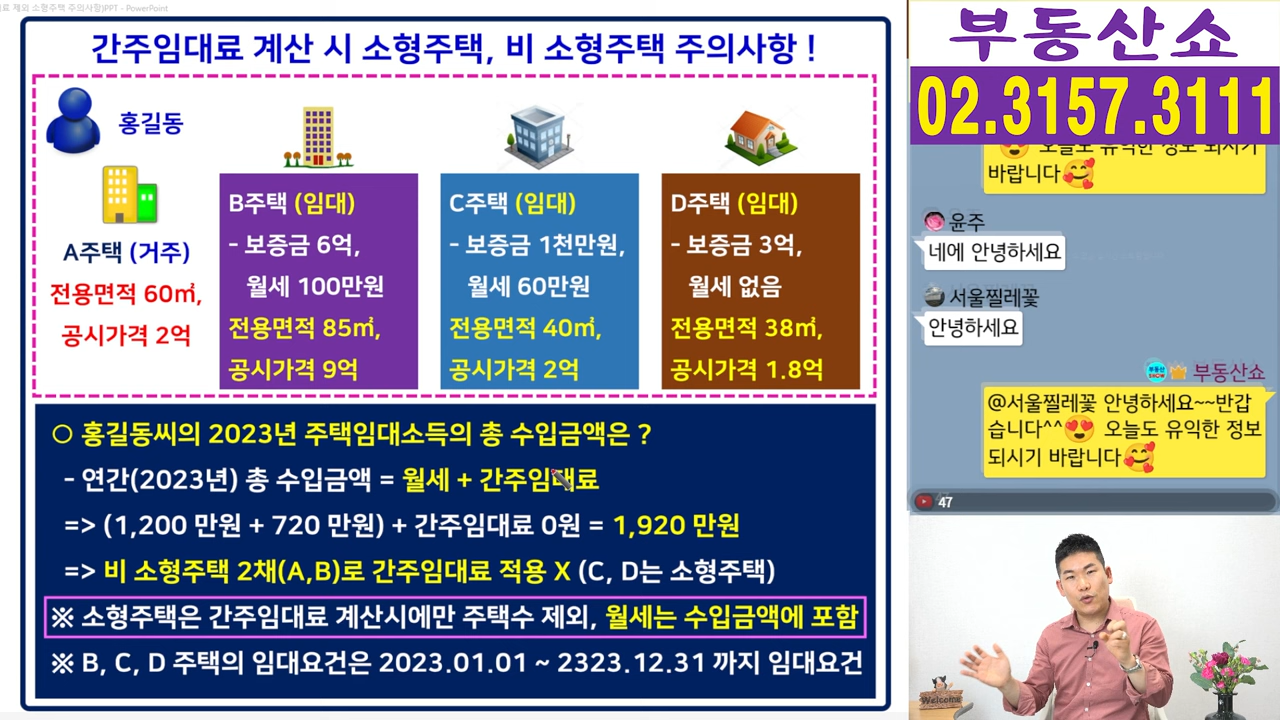 료 제외 소형주택 주의사항)PPT - PowerPoint
간주임대료 계산 시 소형주택, 비 소형주택 주의사항 !
홍길동
A주택 (거주)
전용면적 60㎡,
공시가격 2억
B주택 (임대)
- 보증금 6억,
월세 100만원
전용면적 85㎡,
공시가격 9억
C주택 (임대)
- 보증금 1천만원,
월세 60만원
전용면적 40㎡,
공시가격 2억
D주택 (임대)
- 보증금 3억,
월세 없음
전용면적 38㎡,
공시가격 1.8억
○ 홍길동씨의 2023년 주택임대소득의 총 수입금액은 ?
- 연간(2023년) 총 수입금액 = 월세 + 간주임대료
=> (1,200 만원 + 720 만원) + 간주임대료 0원 = 1,920 만원
=> 비 소형주택 2채(A,B)로 간주임대료 적용 X (C, D는 소형주택)
※ 소형주택은 간주임대료 계산시에만 주택수 제외, 월세는 수입금액에 포함
※ B, C, D 주택의 임대요건은 2023.01.01 ~ 2323.12.31 까지 임대요건
부동산쇼
02.3157.3111
오늘도 유익한 정보 되시기
바랍니다
윤주
네에 안녕하세요
서울찔레꽃
안녕하세요
부동산쇼
@서울찔레꽃 안녕하세요~~반갑
습니다^^ 오늘도 유익한 정보
되시기 바랍니다
47
Welcome